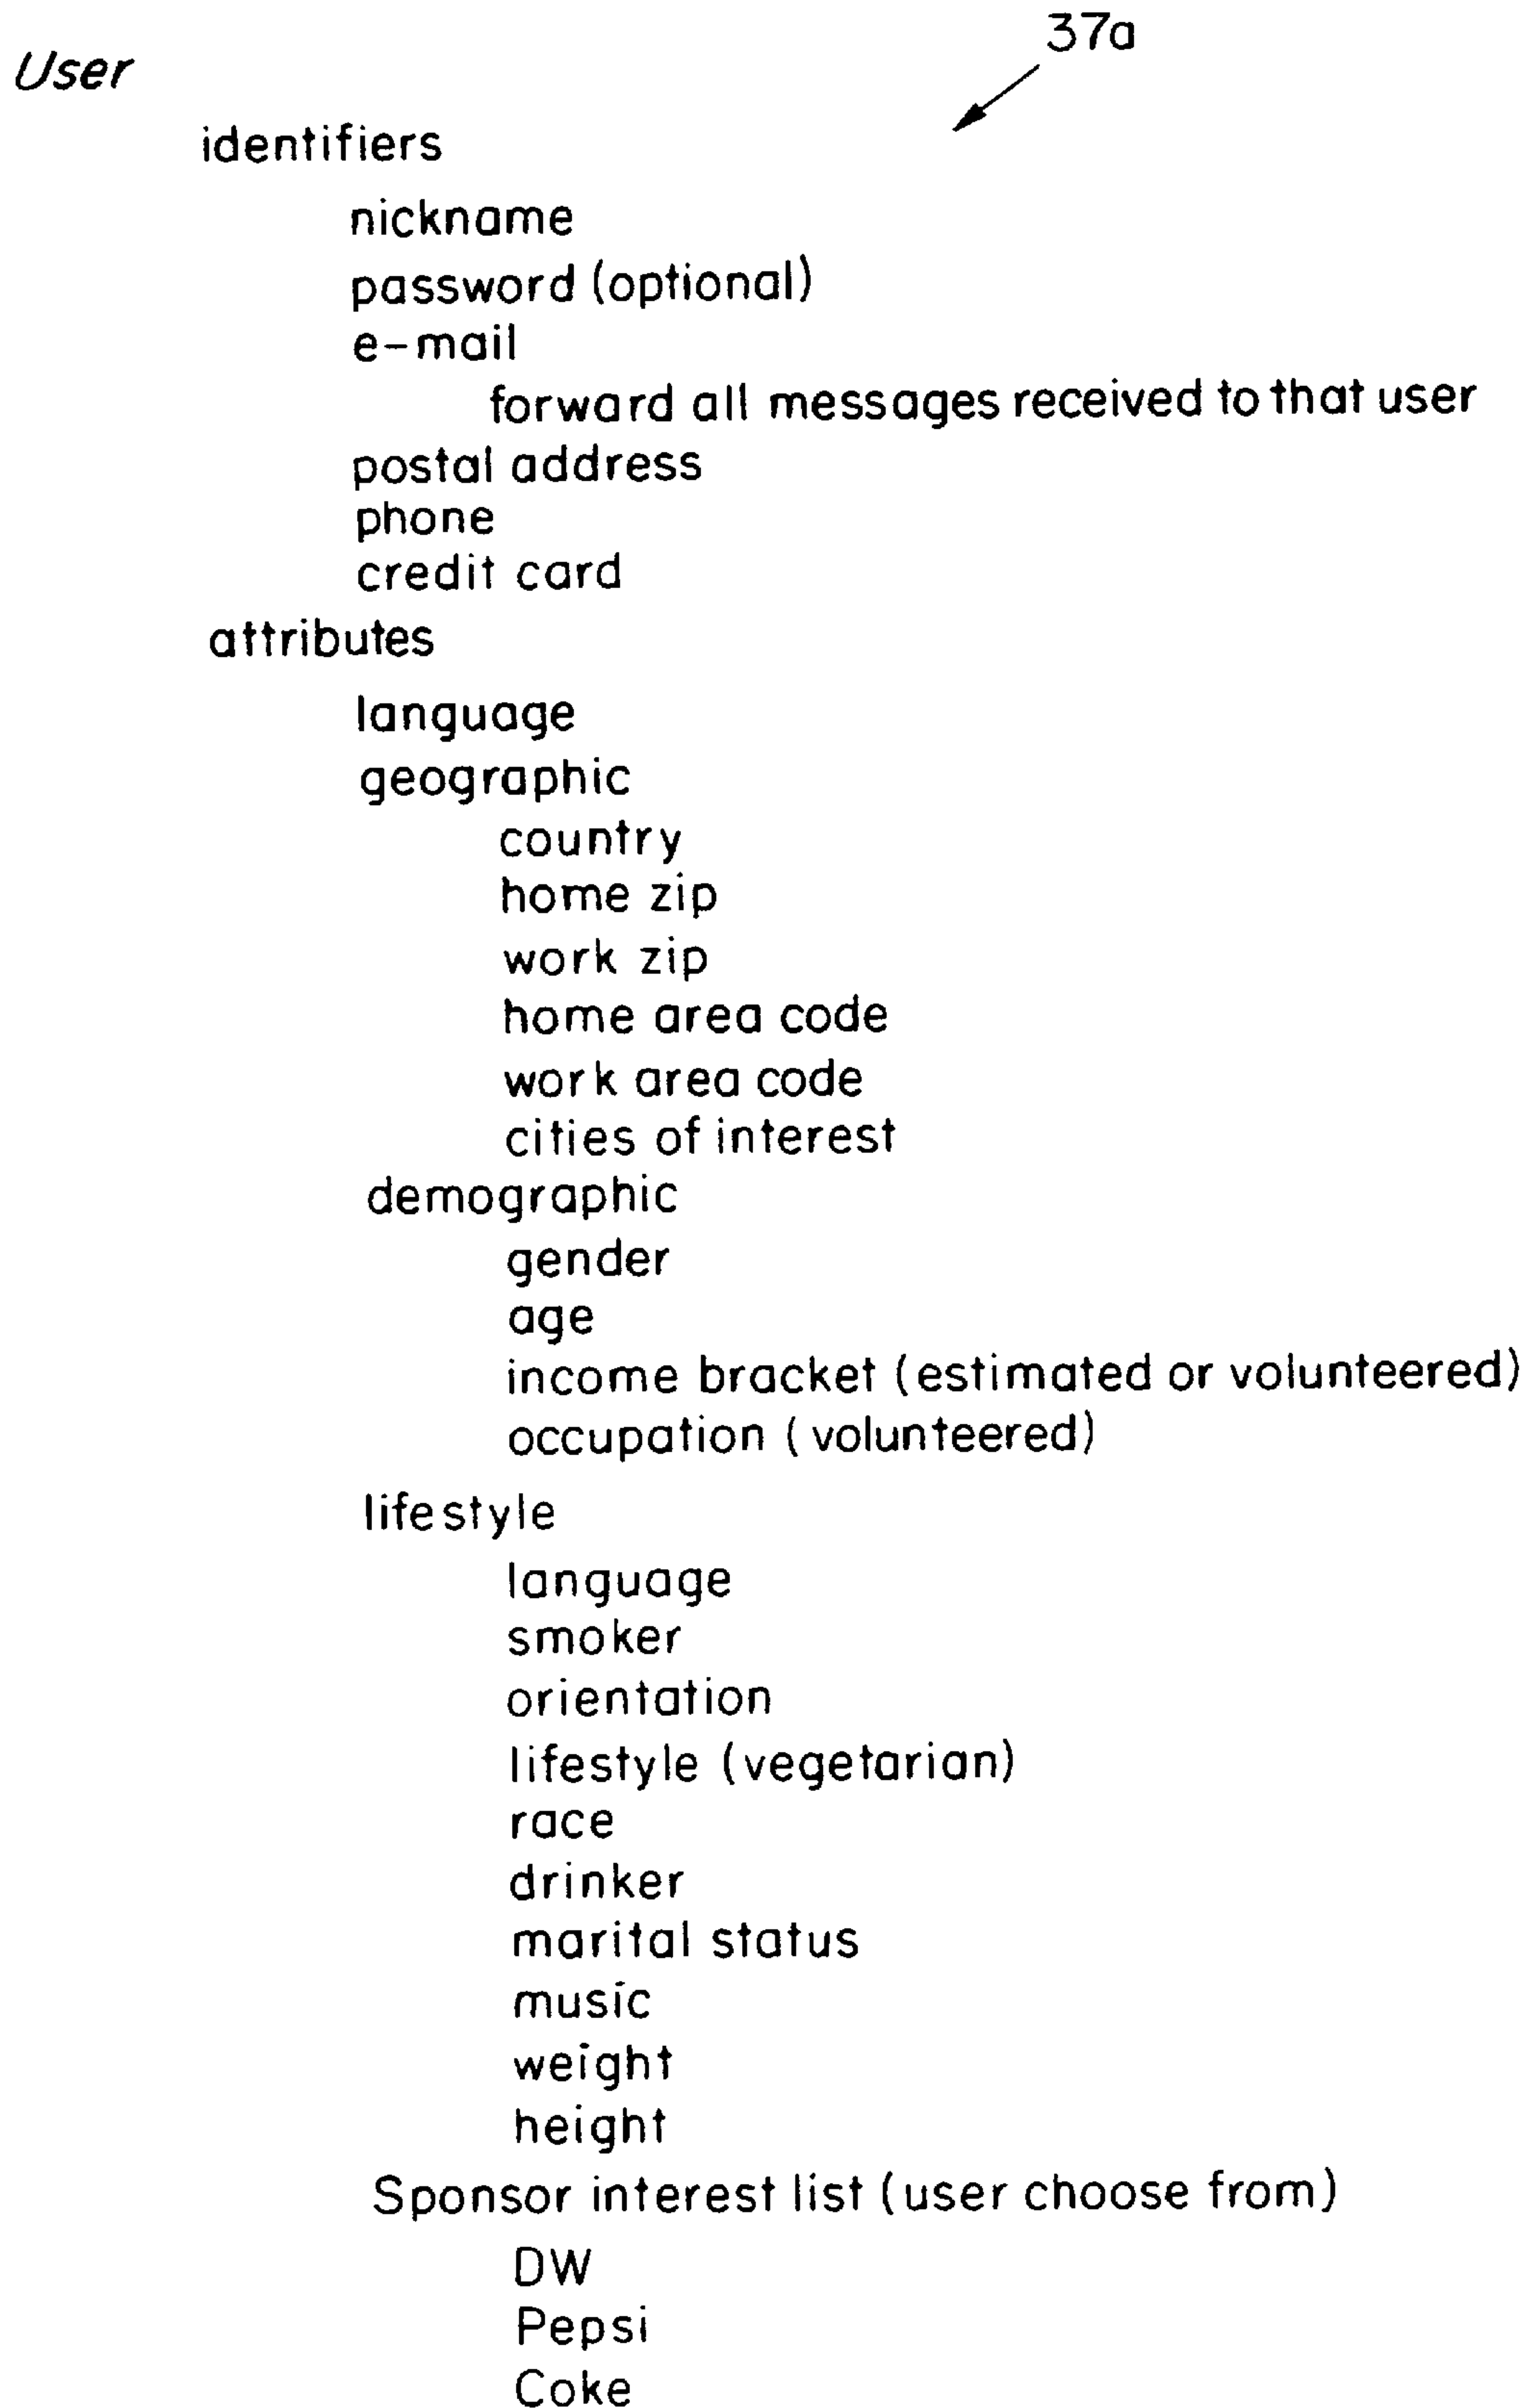 37a
User
identifiers
nickname
password (optional)
e-mail
forward all messages received to that user
postal address
phone
credit card
attributes
language
geographic
country
home zip
work zip
home area code
work area code
cities of interest
demographic
gender
age
income bracket (estimated or volunteered)
occupation (volunteered)
lifestyle
language
smoker
orientation
lifestyle (vegetarian)
race
drinker
marital status
music
weight
height
Sponsor interest list (user choose from)
DW
Pepsi
Coke